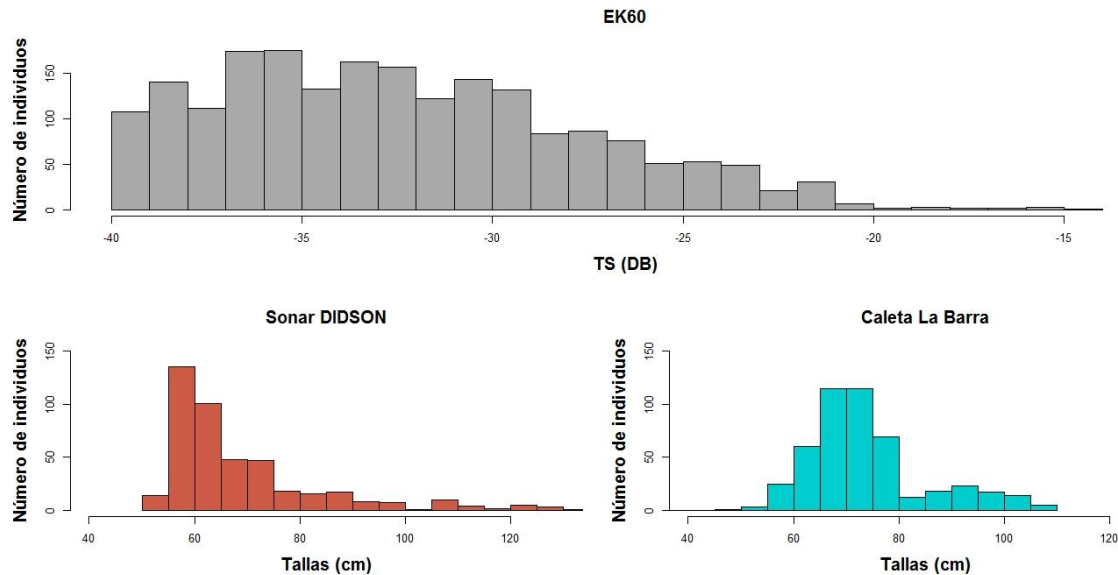 EK60
Número de individuos
150
100
50
0
-40 -35 -30 -25 -20 -15
TS (DB)
Sonar DIDSON
Número de individuos
150
100
50
0
40 60 80 100 120
Tallas (cm)
Caleta La Barra
Número de individuos
150
100
50
0
40 60 80 100 120
Tallas (cm)